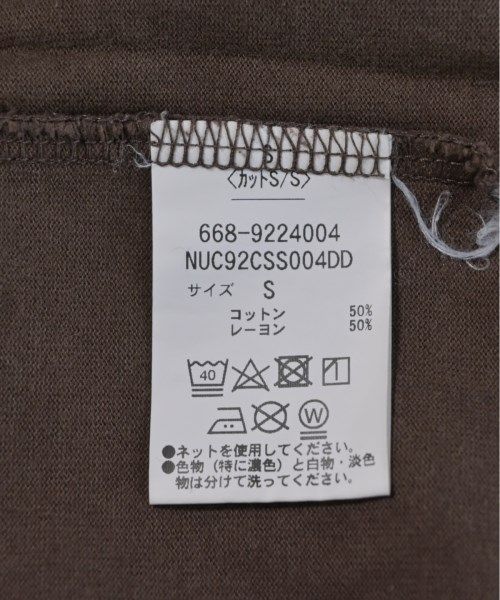 S
〈カットS/S〉
668-9224004
NUC92CSS004DD
サイズ S
コットン 50%
レーヨン 50%
40
W
●ネットを使用してください。
●色物（特に濃色）と白物・淡色
物は分けて洗ってください。